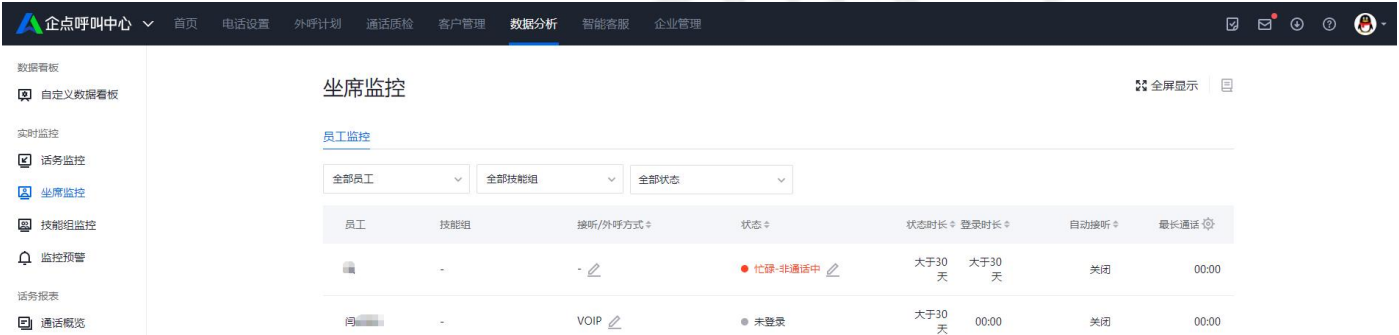 企点呼叫中心 首页 电话设置 外呼计划 通话质检 客户管理 数据分析 智能客服 企业管理
数据看板
自定义数据看板
实时监控
话务监控
坐席监控
技能组监控
监控预警
话务报表
通话概览
坐席监控
全屏显示
员工监控
全部员工 全部技能组 全部状态
员工 技能组 接听/外呼方式 状态 状态时长 登录时长 自动接听 最长通话
- - 忙碌-非通话中 大于30天 大于30天 关闭 00:00
闫 - VOIP 未登录 大于30天 00:00 关闭 00:00